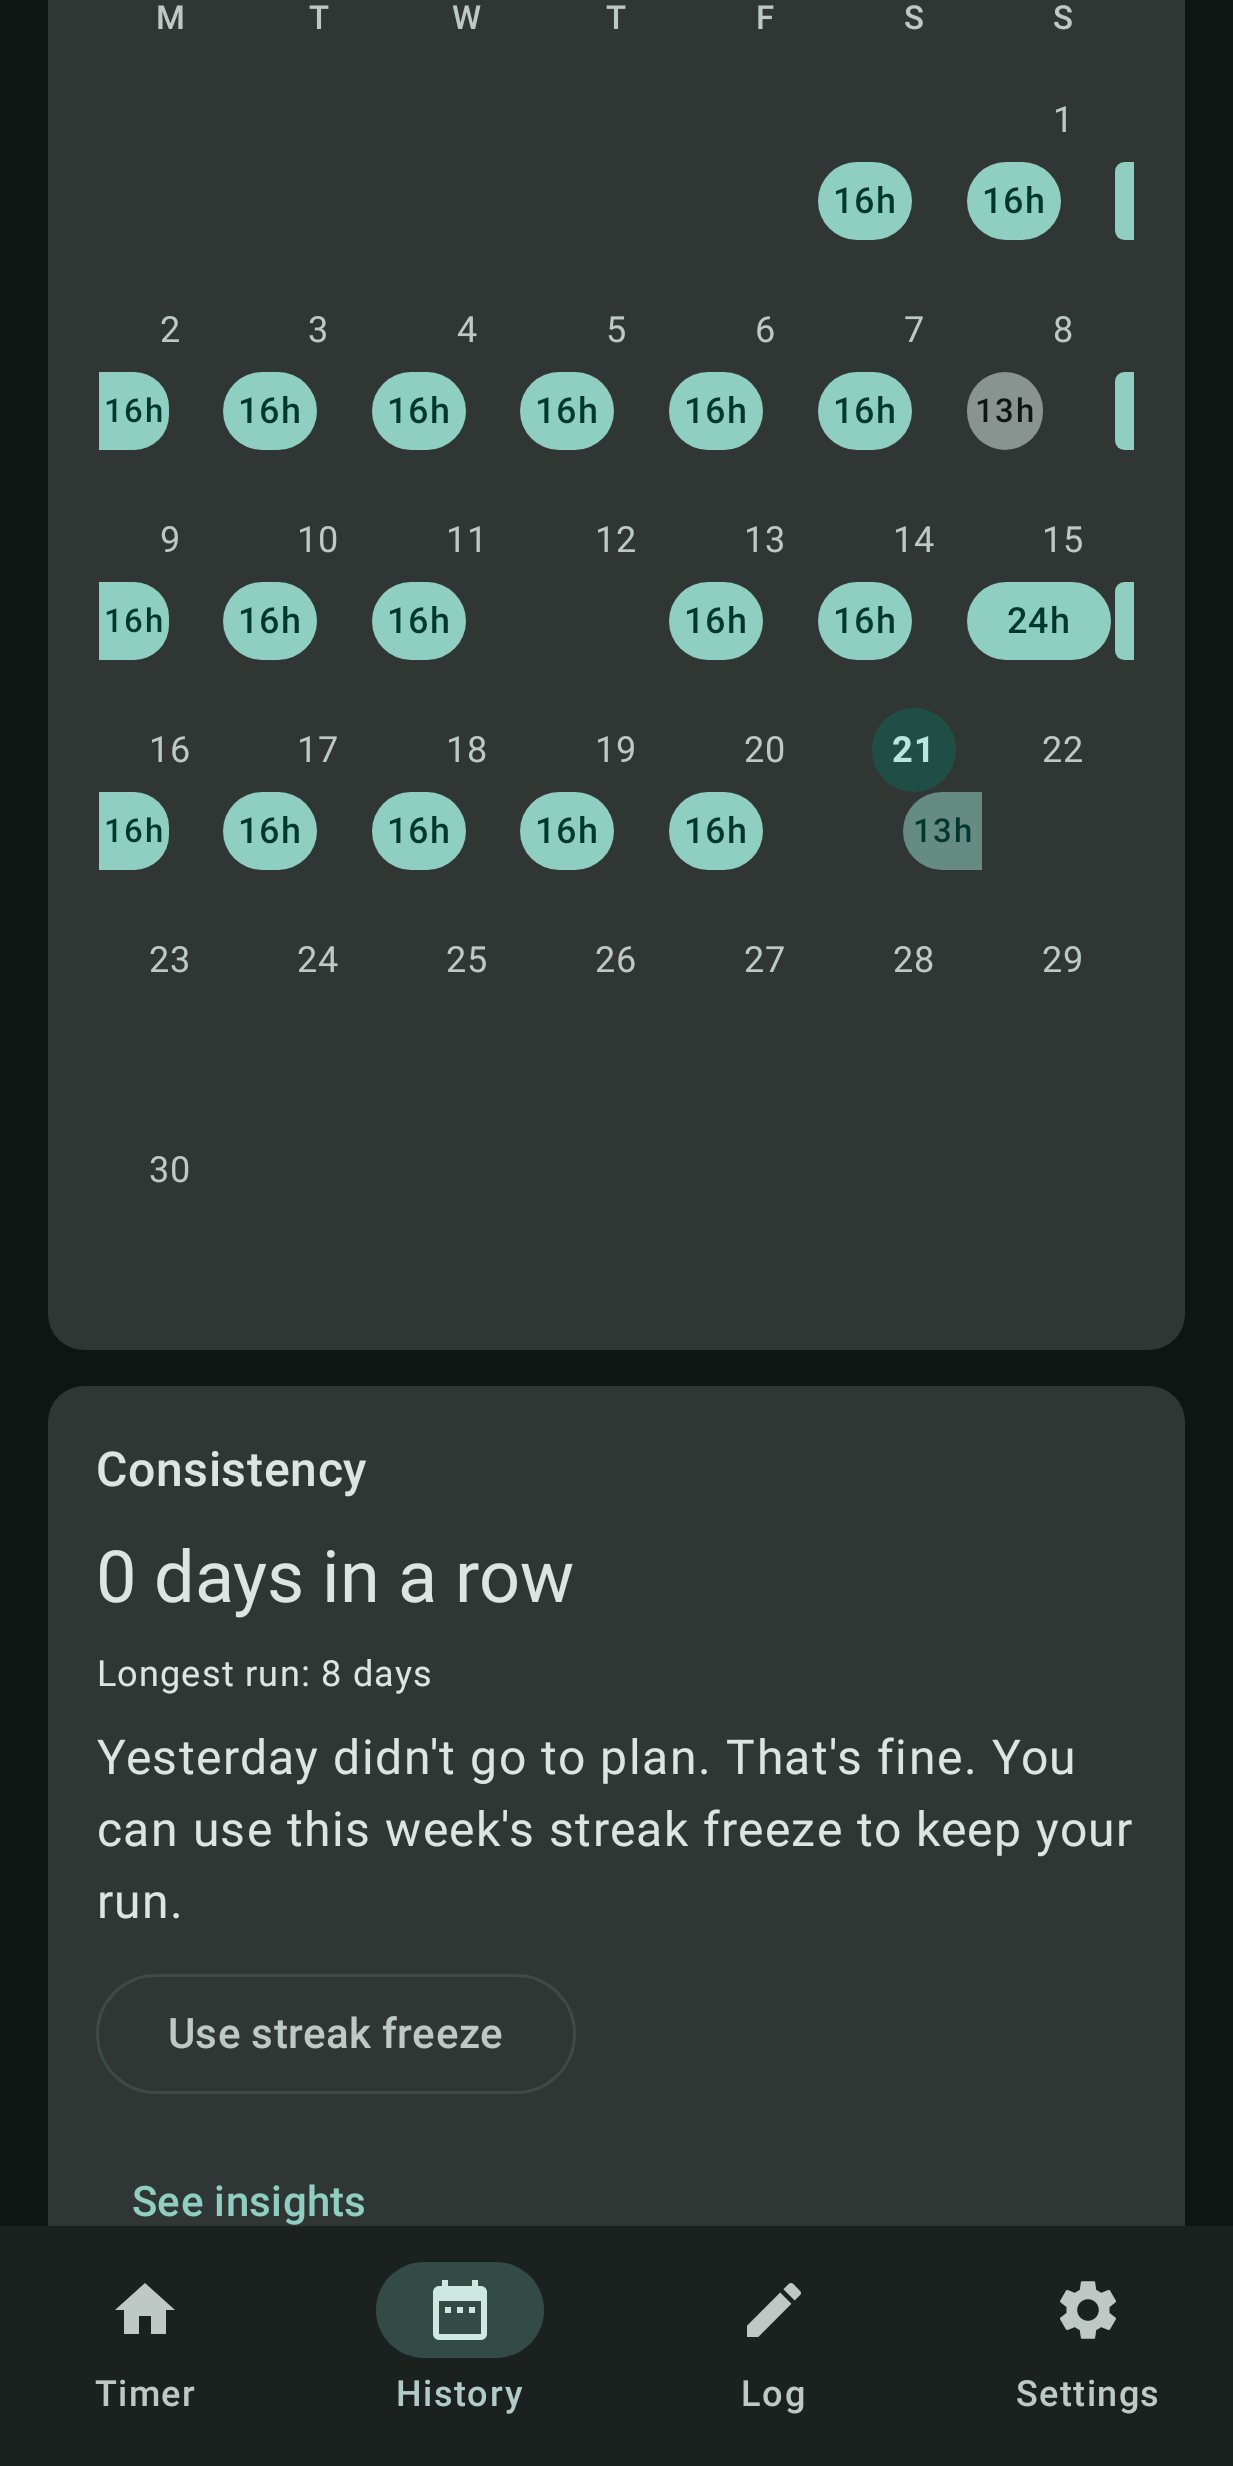 M T W T F S S
1
16h 16h
2 3 4 5 6 7 8
16h 16h 16h 16h 16h 16h 13h
9 10 11 12 13 14 15
16h 16h 16h 16h 16h 24h
16 17 18 19 20 21 22
16h 16h 16h 16h 16h 13h
23 24 25 26 27 28 29
30
Consistency
0 days in a row
Longest run: 8 days
Yesterday didn't go to plan. That's fine. You
can use this week's streak freeze to keep your
run.
Use streak freeze
See insights
Timer History Log Settings